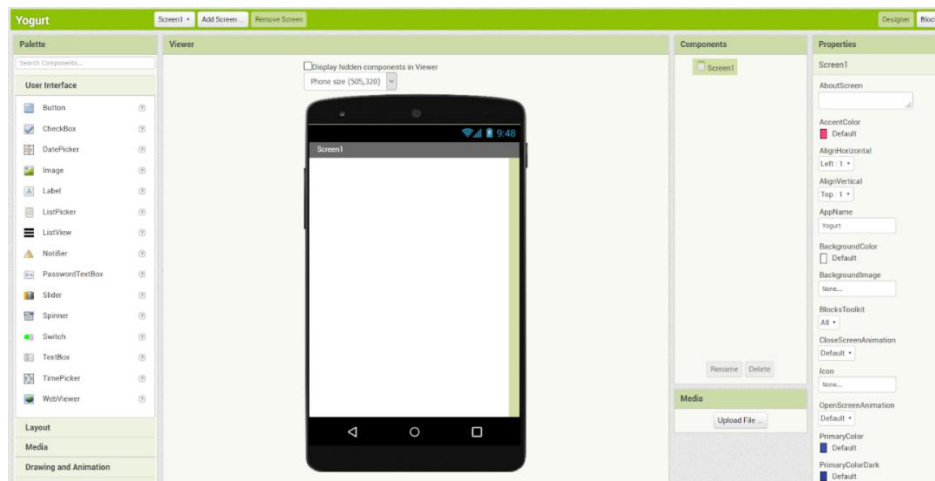 Yogurt
Screen1
Add Screen ...
Remove Screen
Designer
Palette
Search Components...
User Interface
Button
CheckBox
DatePicker
Image
Label
ListPicker
ListView
Notifier
PasswordTextBox
Slider
Spinner
Switch
TextBox
TimePicker
WebViewer
Layout
Media
Drawing and Animation
Viewer
Display hidden components in Viewer
Phone size (505,320)
9:48
Screen1
Components
Screen1
Rename
Delete
Media
Upload File ...
Properties
Screen1
AboutScreen
AccentColor
Default
AlignHorizontal
Left : 1
AlignVertical
Top : 1
AppName
Yogurt
BackgroundColor
Default
BackgroundImage
None...
BlocksToolkit
All
CloseScreenAnimation
Default
Icon
None...
OpenScreenAnimation
Default
PrimaryColor
Default
PrimaryColorDark
Default